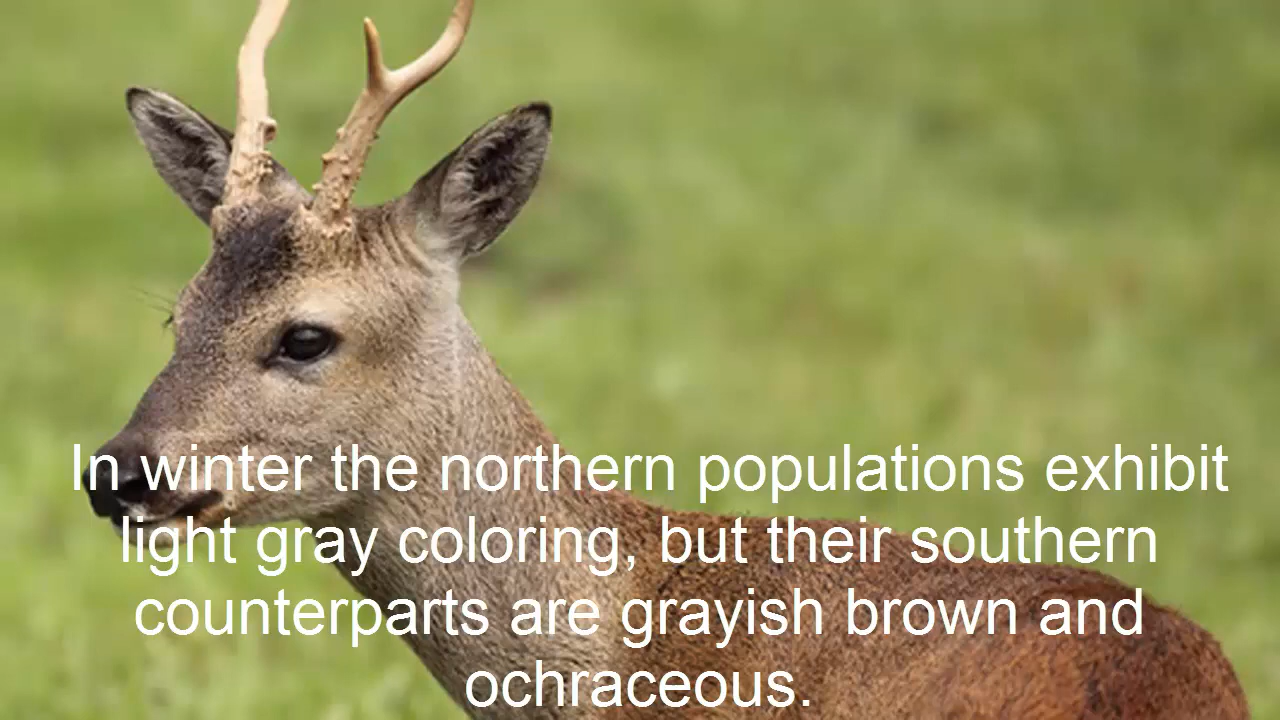 In winter the northern populations exhibit
light gray coloring, but their southern
counterparts are grayish brown and
ochraceous.